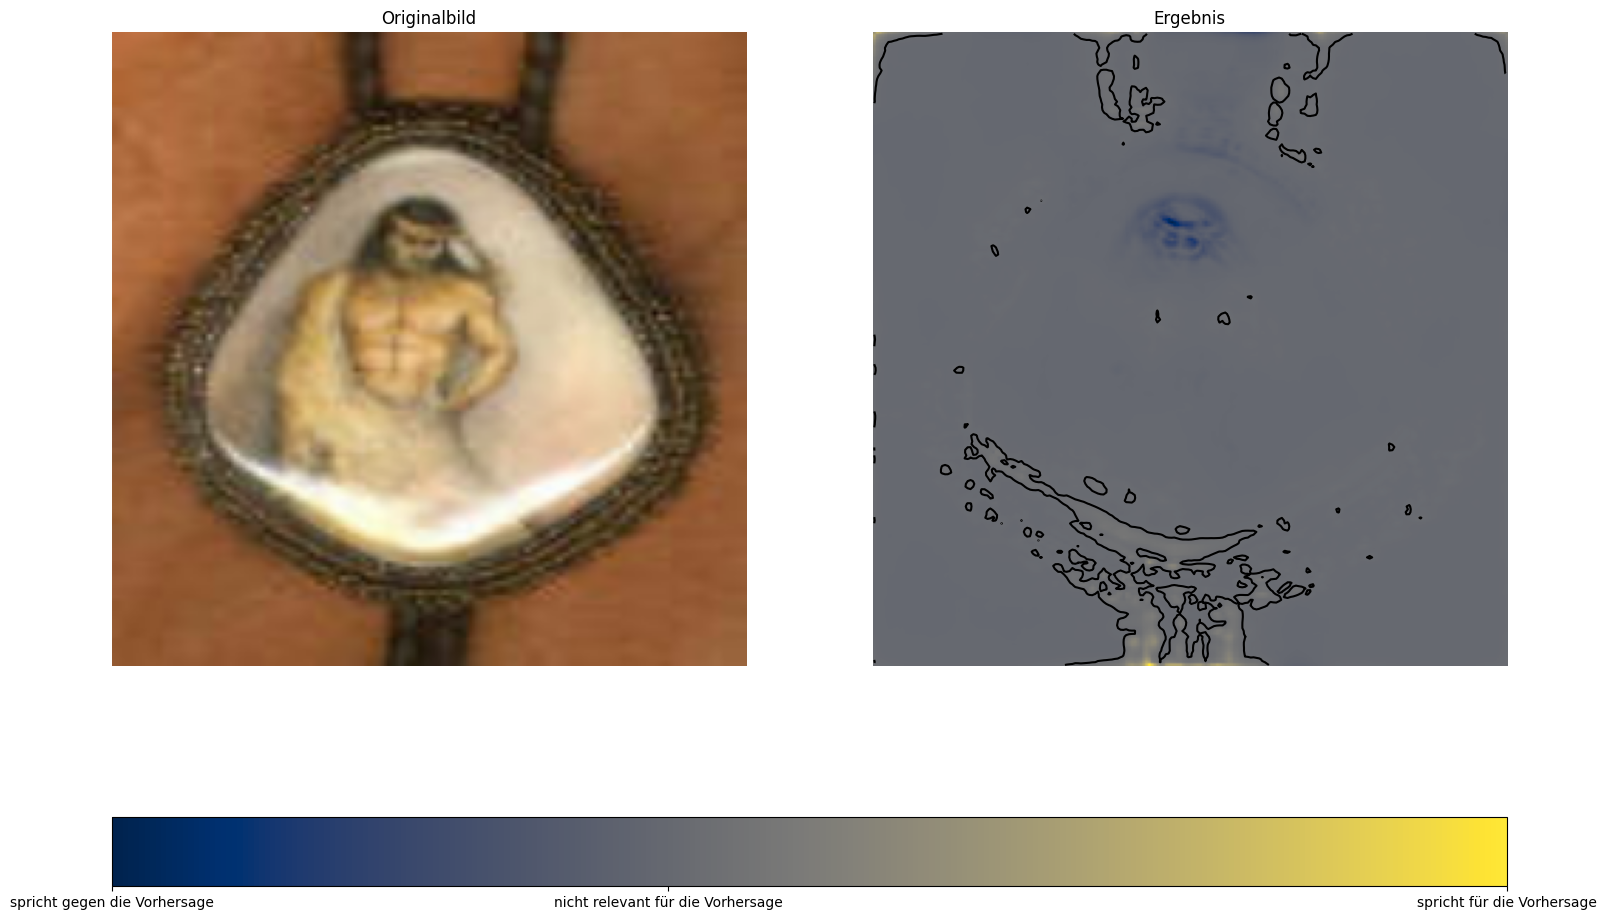 Originalbild
Ergebnis
spricht gegen die Vorhersage
nicht relevant für die Vorhersage
spricht für die Vorhersage